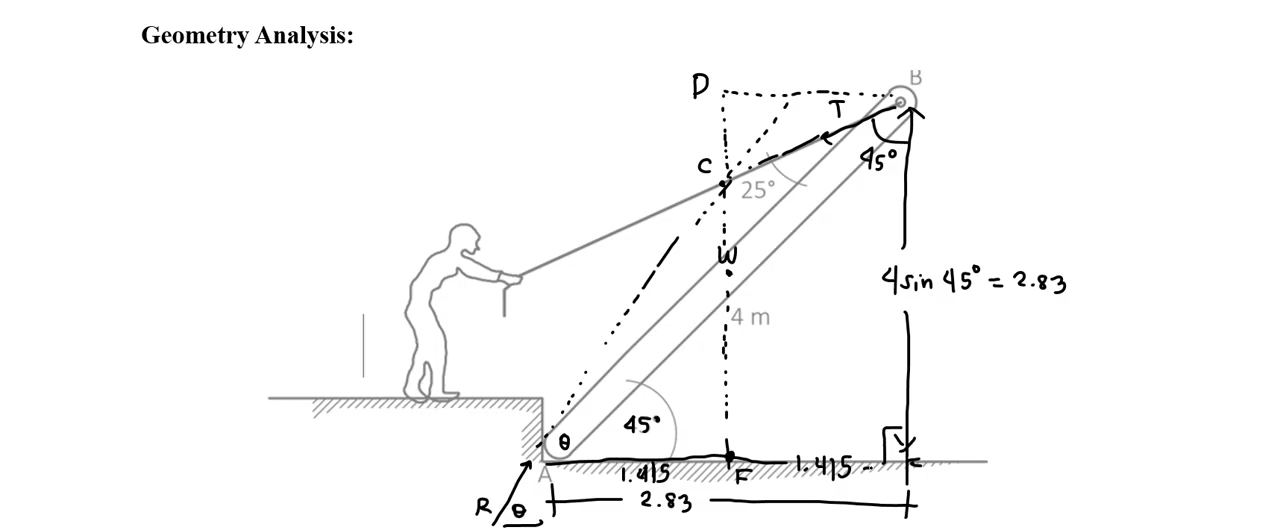 Geometry Analysis:
D
B
T
C
45°
25°
W
4 sin 45° = 2.83
4 m
45°
θ
A
1.415
F
1.415
2.83
R
θ